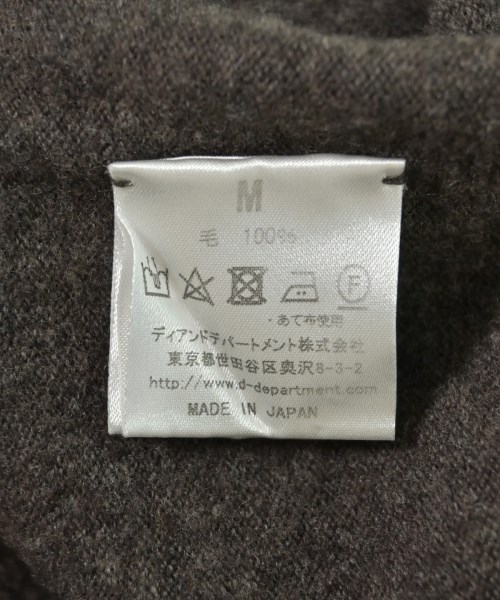 M
毛 100%
F
・あて布使用
ディアンドデパートメント株式会社
東京都世田谷区奥沢8-3-2
http://www.d-department.com
MADE IN JAPAN